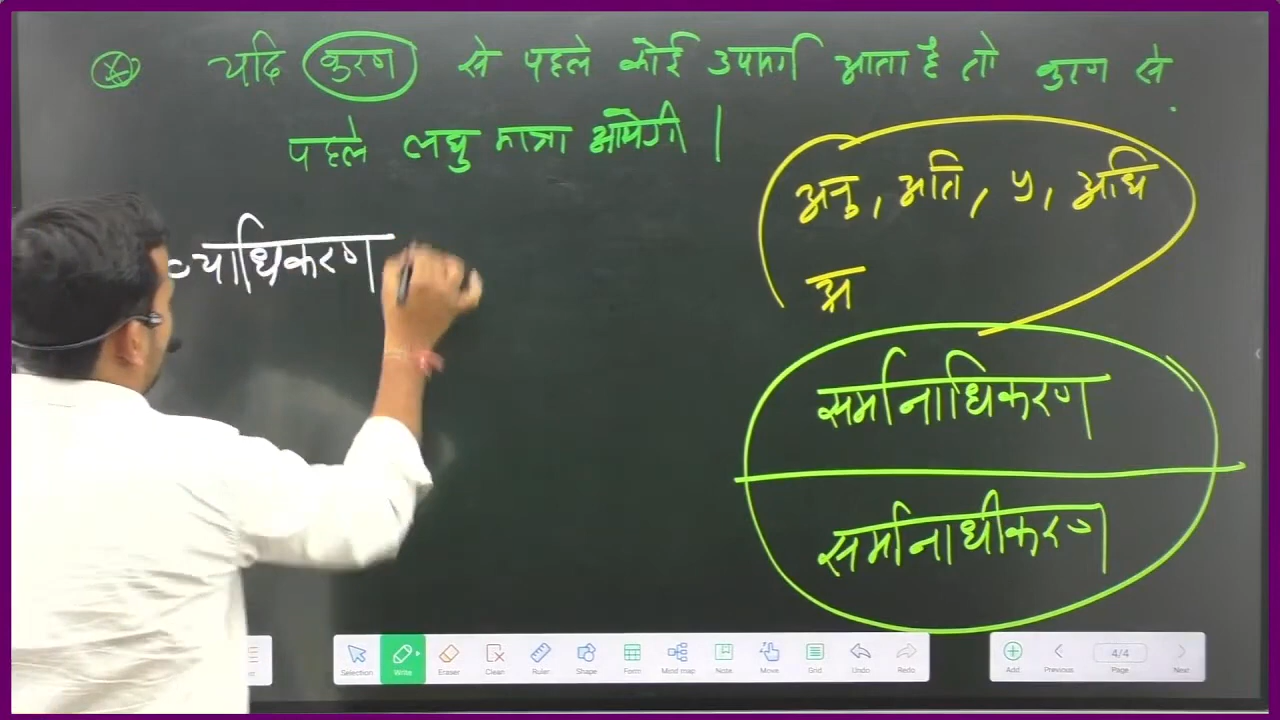 यदि करण से पहले कोई उपसर्ग आता है तो करण से
पहले लघु मात्रा आयेगी |
अनु, अति, प्र, अधि
अ
व्याधिकरण
समानाधिकरण
समानाधीकरण
Selection Write Eraser Clean Ruler Shape Form Mind map Note Move Grid Undo Redo
Add Previous 4/4 Page Next